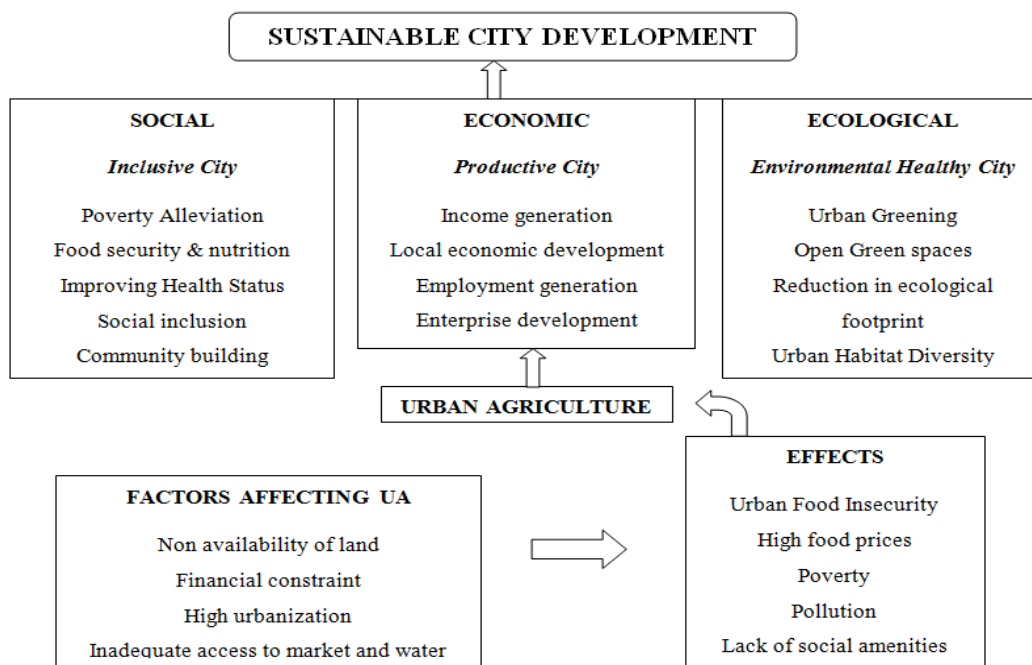 SUSTAINABLE CITY DEVELOPMENT
SOCIAL
Inclusive City
Poverty Alleviation
Food security & nutrition
Improving Health Status
Social inclusion
Community building
ECONOMIC
Productive City
Income generation
Local economic development
Employment generation
Enterprise development
ECOLOGICAL
Environmental Healthy City
Urban Greening
Open Green spaces
Reduction in ecological
footprint
Urban Habitat Diversity
URBAN AGRICULTURE
FACTORS AFFECTING UA
Non availability of land
Financial constraint
High urbanization
Inadequate access to market and water
EFFECTS
Urban Food Insecurity
High food prices
Poverty
Pollution
Lack of social amenities